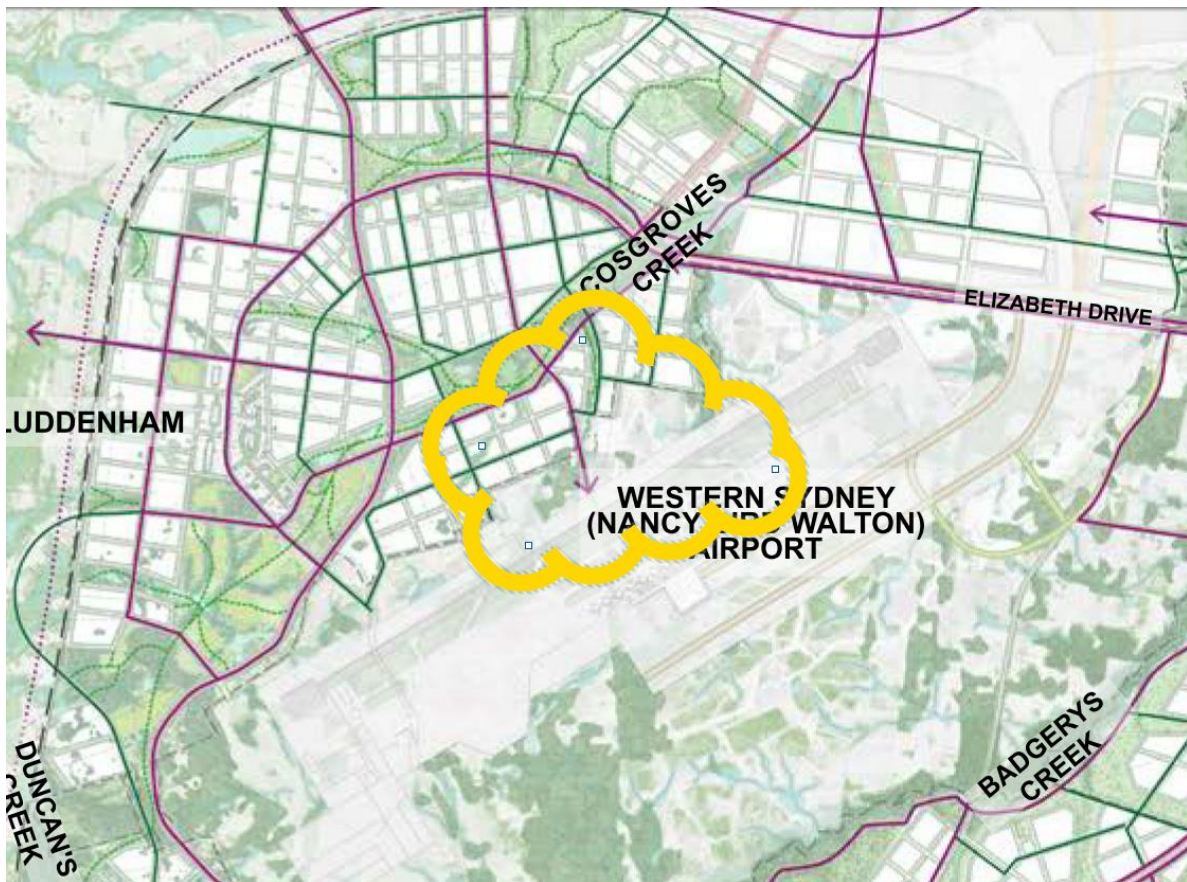 COSGROVES
CREEK
ELIZABETH DRIVE
LUDDENHAM
WESTERN SYDNEY
(NANCY WALTON)
AIRPORT
BADGERYS
CREEK
DUNCAN'S
CREEK